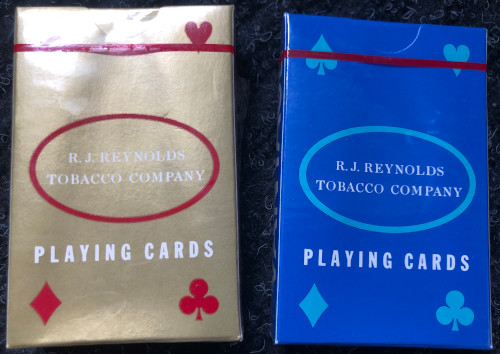 R. J. REYNOLDS
TOBACCO COMPANY
PLAYING CARDS
R. J. REYNOLDS
TOBACCO COMPANY
PLAYING CARDS